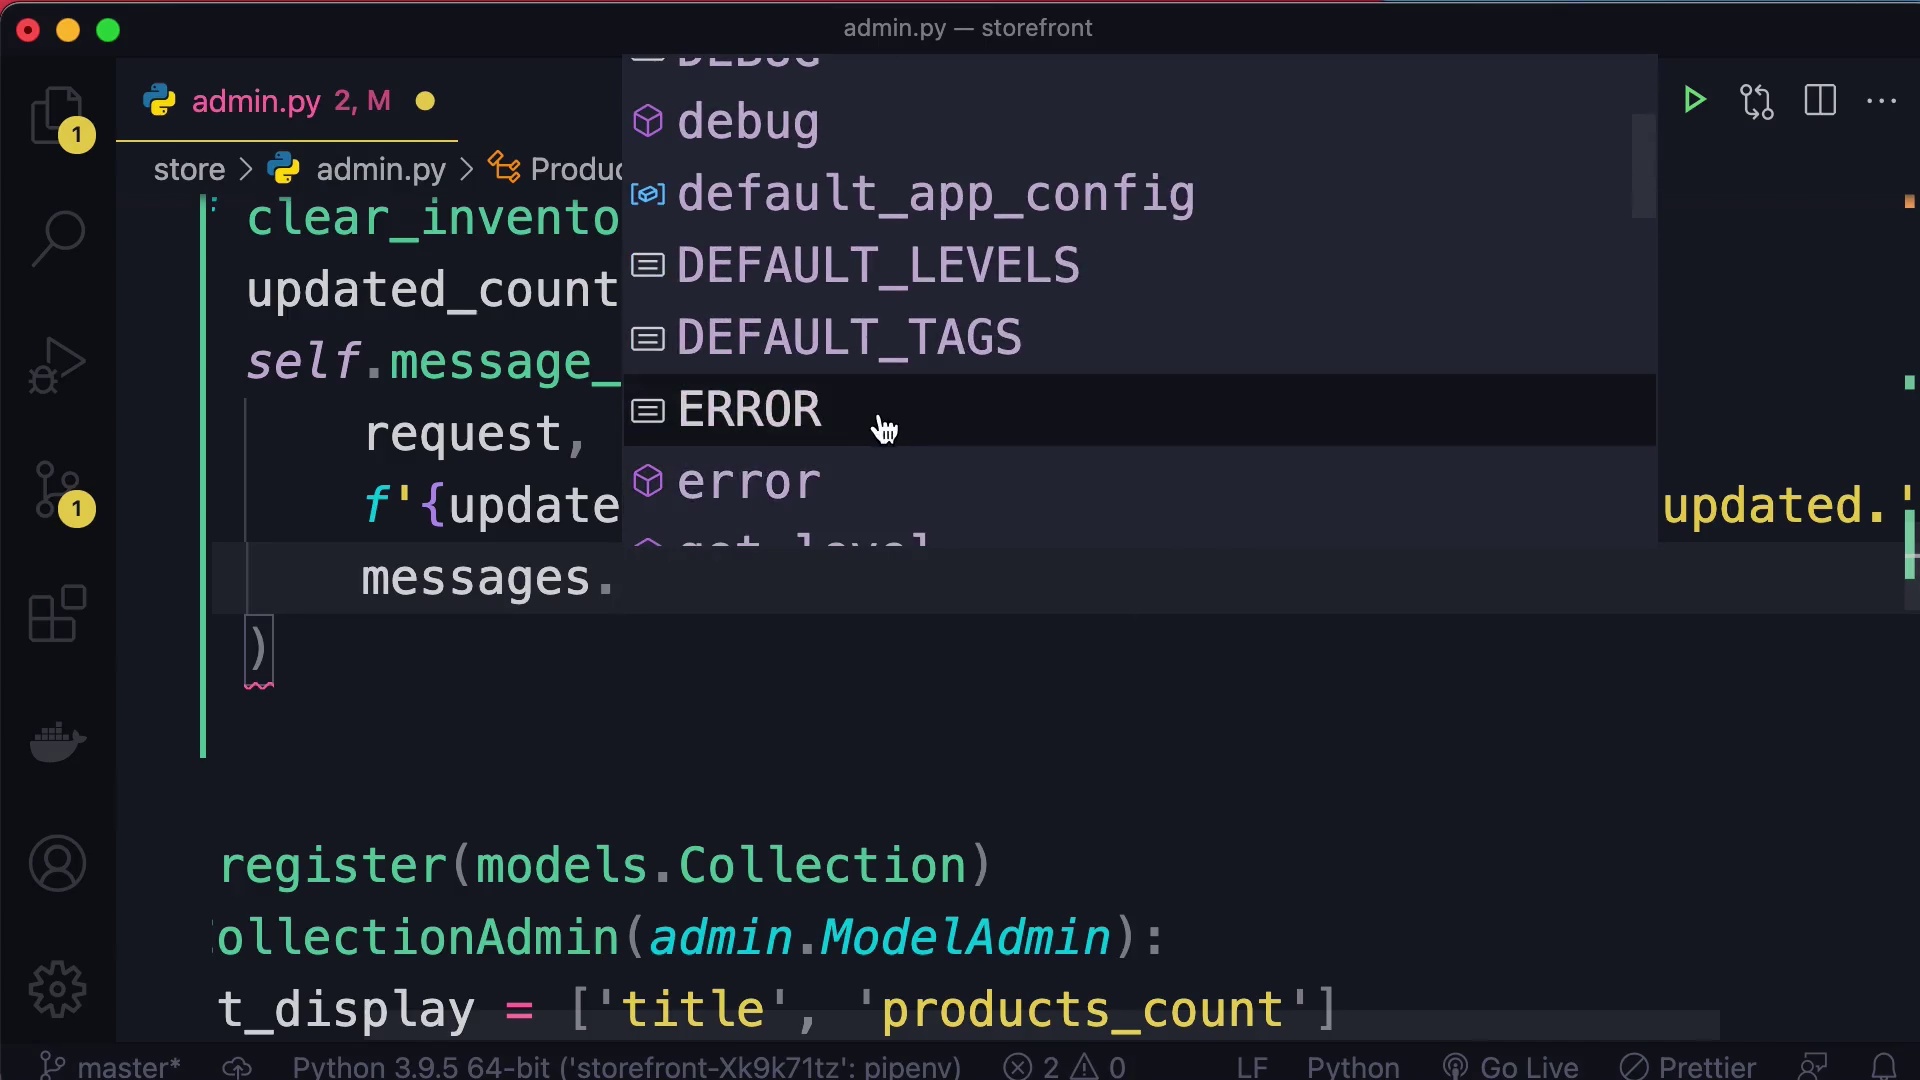 admin.py — storefront
admin.py 2, M
store > admin.py > Produc
1
1
DEBUG
debug
default_app_config
DEFAULT_LEVELS
DEFAULT_TAGS
ERROR
error
get_level
clear_invento
updated_count
self.message_
request,
f'{update
updated.'
messages.
)
register(models.Collection)
ollectionAdmin(admin.ModelAdmin):
t_display = ['title', 'products_count']
master* Python 3.9.5 64-bit ('storefront-Xk9k71tz': pipenv) 2 0 LF Python Go Live Prettier